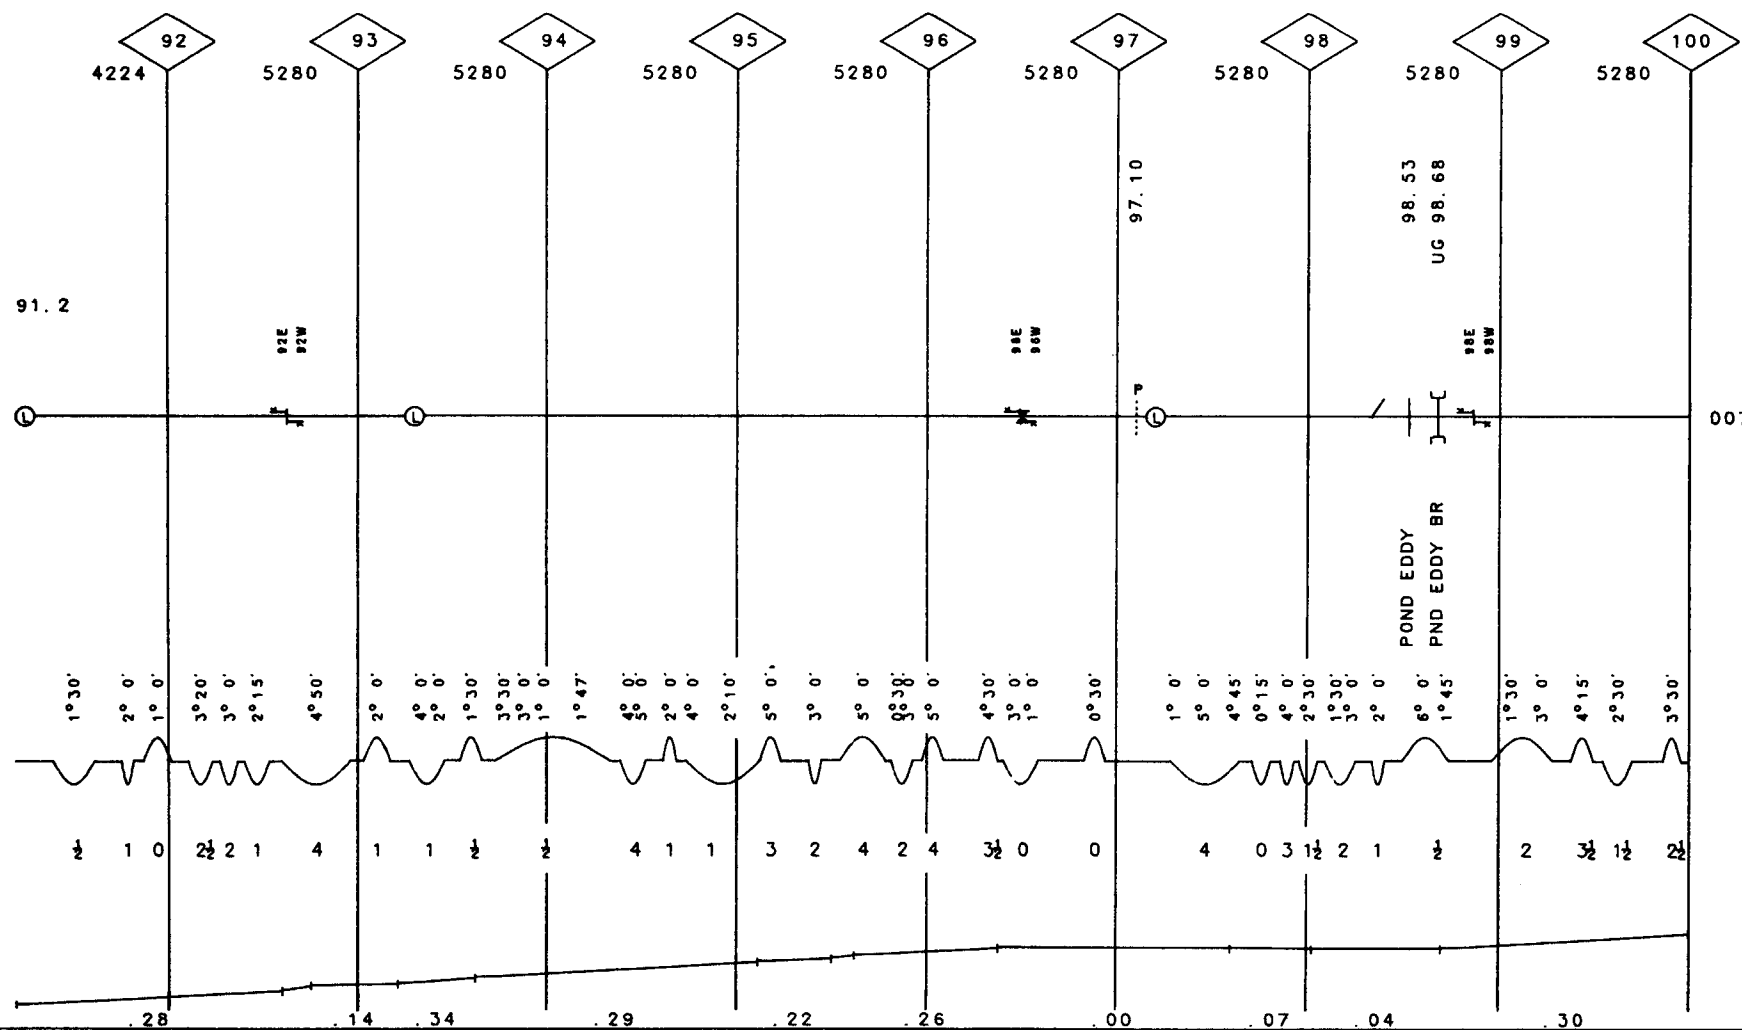 92 93 94 95 96 97 98 99 100
4224 5280 5280 5280 5280 5280 5280 5280 5280
97.10
98.53
UG 98.68
91.2
92E
92W
96W
98E
98W
P
L L L
007
POND EDDY
PND EDDY BR
1°30' 2° 0' 1° 0' 3°20' 3° 0' 2°15' 4°50' 2° 0' 4° 0' 2° 0' 1°30' 3°30' 3° 0' 1° 0' 1°47' 4° 0' 5° 0' 2° 0' 4° 0' 2°10' 5° 0' 3° 0' 5° 0' 0°30' 5° 0' 4°30' 3° 0' 1° 0' 0°30' 1° 0' 5° 0' 4°45' 0°15' 4° 0' 2°30' 1°30' 3° 0' 2° 0' 6° 0' 1°45' 1°30' 3° 0' 4°15' 2°30' 3°30'
½ 1 0 2½ 2 1 4 1 1 ½ ½ 4 1 1 3 2 4 2 4 3½ 0 0 4 0 3 1½ 2 1 ½ 2 3½ 1½ 2½
.28 .14 .34 .29 .22 .26 .00 .07 .04 .30